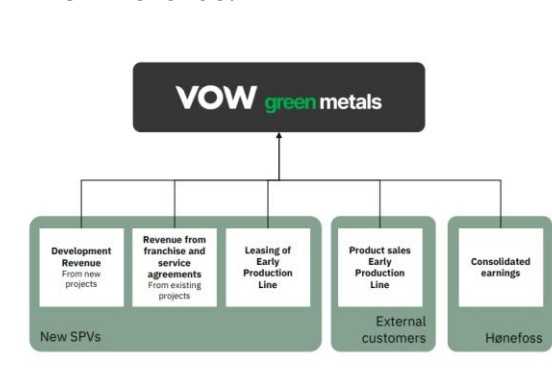 VOW green metals
Development
Revenue
From new
projects
Revenue from
franchise and
service
agreements
From existing
projects
Leasing of
Early
Production
Line
New SPVs
Product sales
Early
Production
Line
External
customers
Consolidated
earnings
Hønefoss